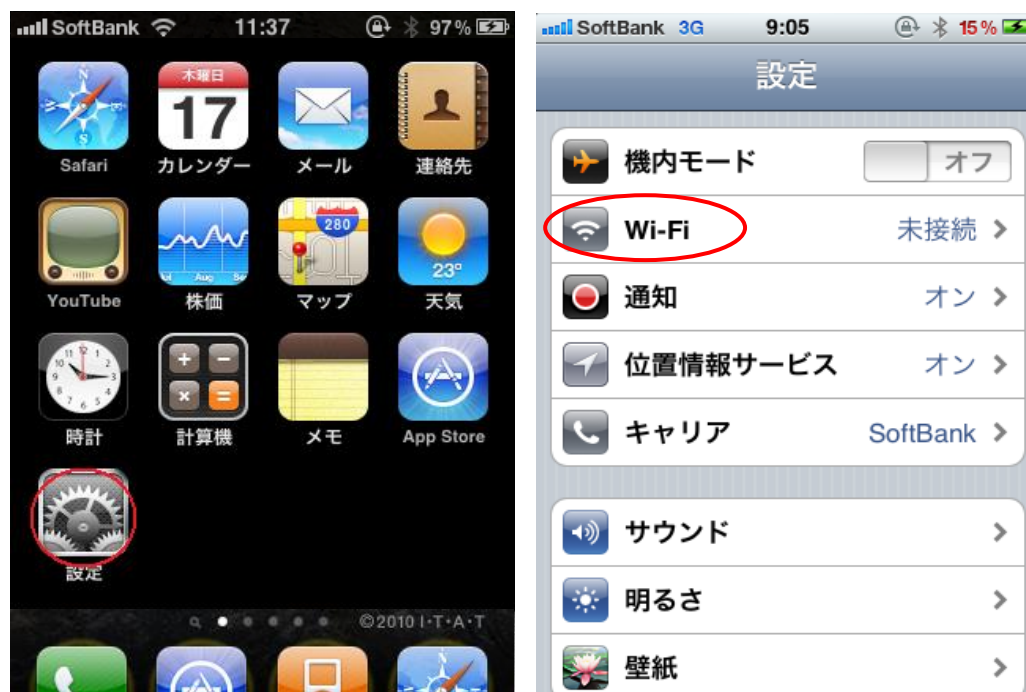 SoftBank 11:37 97%
木曜日
17
280
23°
Safari カレンダー メール 連絡先
YouTube 株価 マップ 天気
時計 計算機 メモ App Store
設定
©2010 I・T・A・T
SoftBank 3G 9:05 15%
設定
機内モード オフ
Wi-Fi 未接続
通知 オン
位置情報サービス オン
キャリア SoftBank
サウンド
明るさ
壁紙